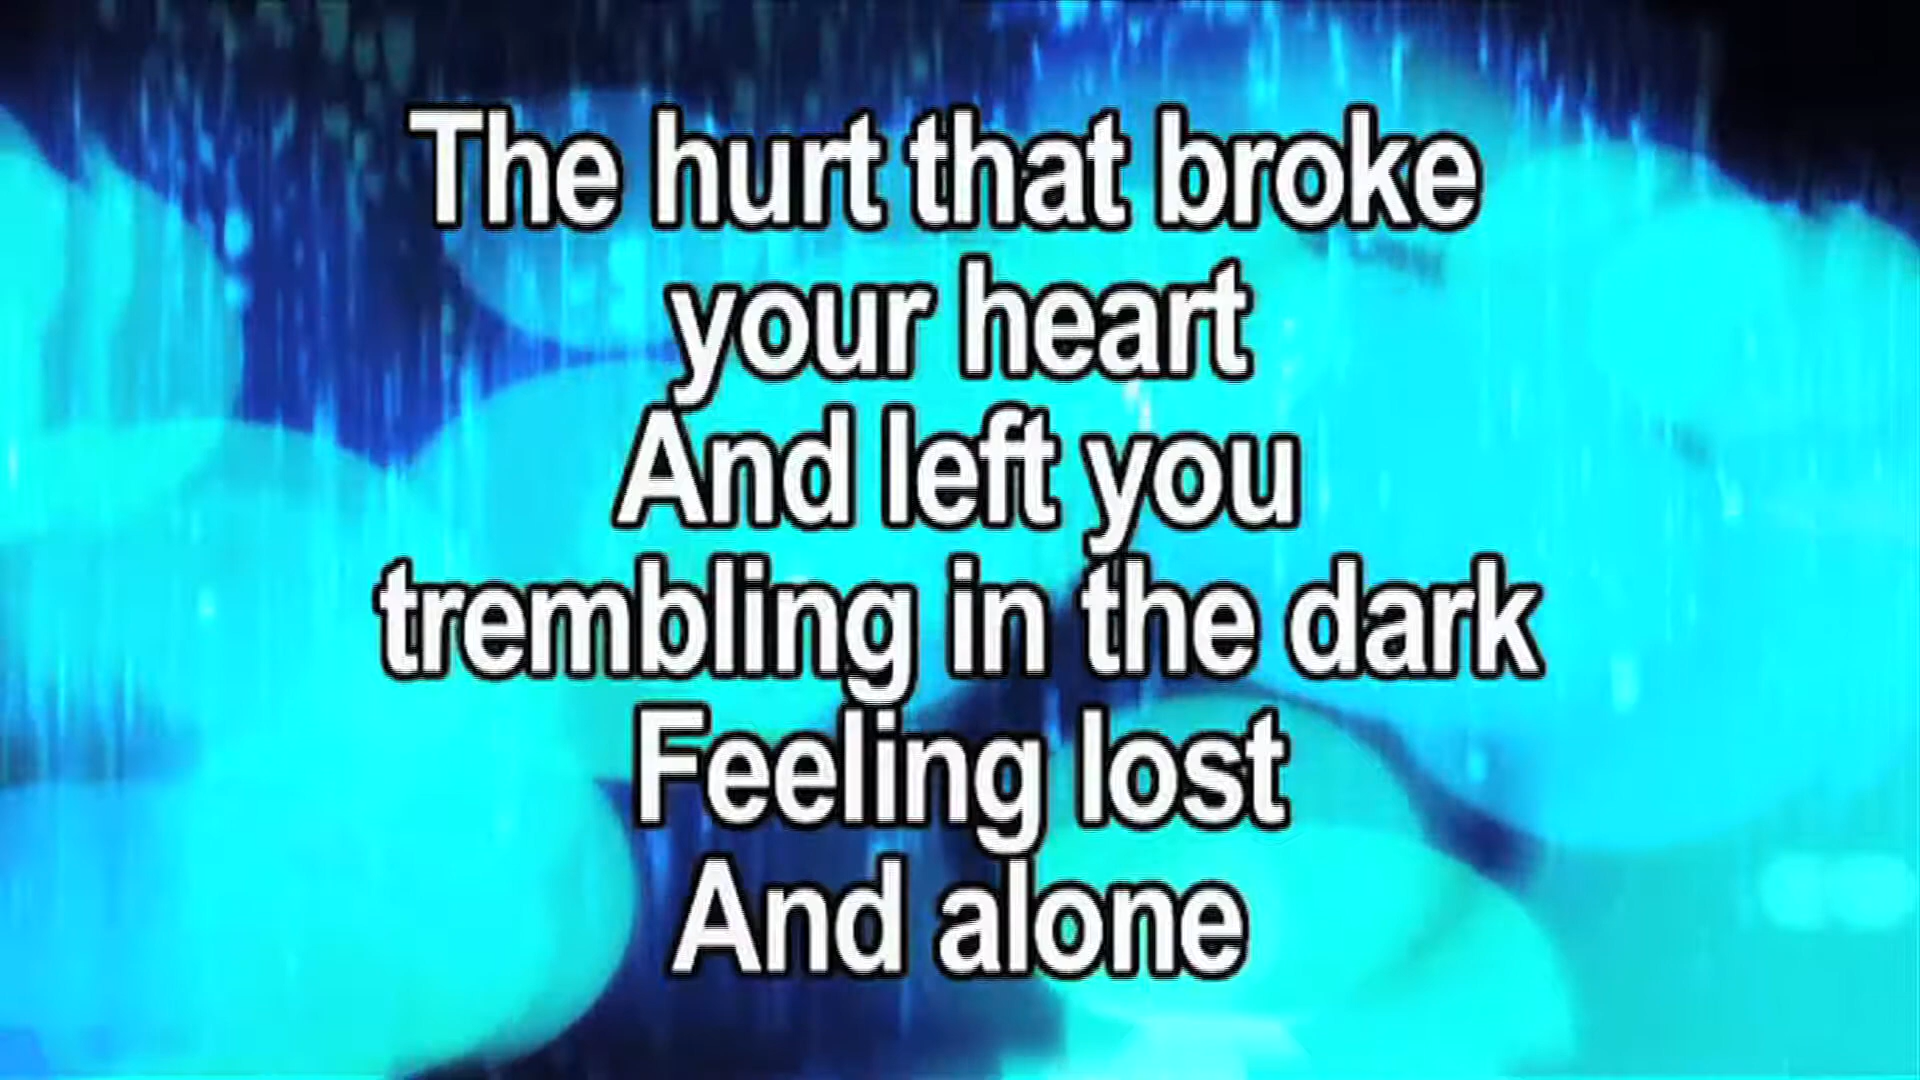 The hurt that broke
your heart
And left you
trembling in the dark
Feeling lost
And alone